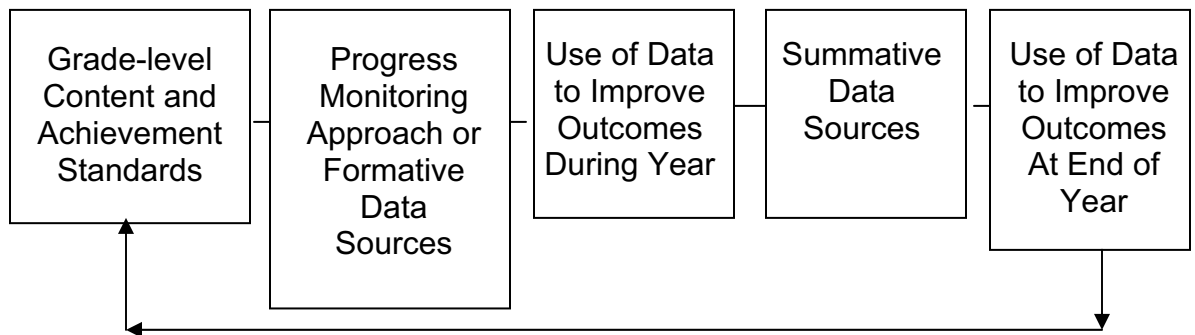 Grade-level
Content and
Achievement
Standards
Progress
Monitoring
Approach or
Formative
Data
Sources
Use of Data
to Improve
Outcomes
During Year
Summative
Data
Sources
Use of Data
to Improve
Outcomes
At End of
Year